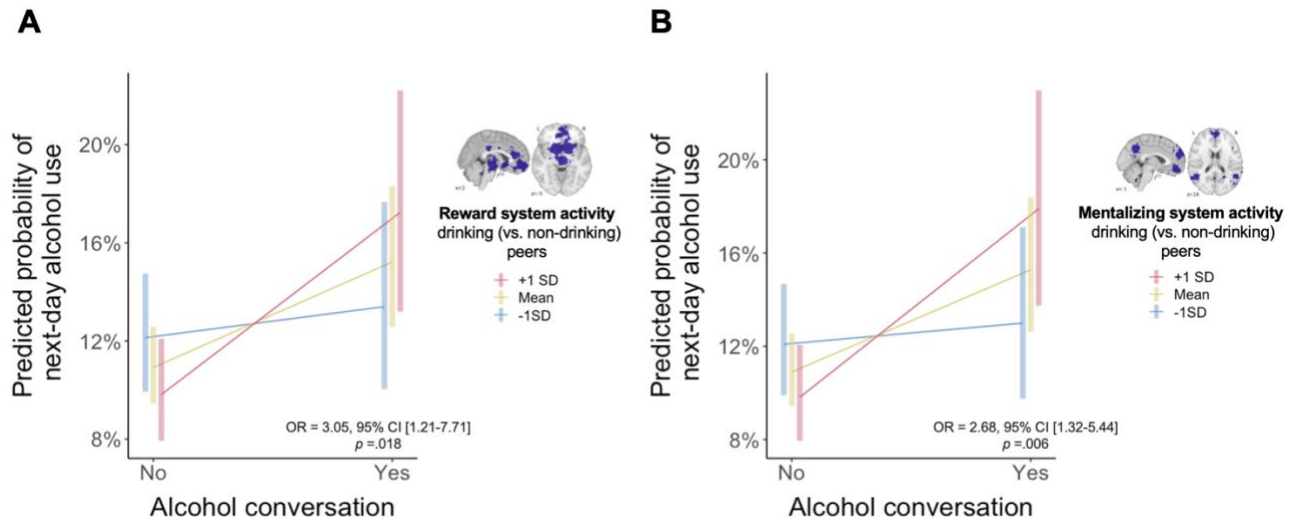 A
Predicted probability of
next-day alcohol use
20%
16%
12%
8%
No
Yes
Alcohol conversation
OR = 3.05, 95% CI [1.21-7.71]
p =.018
L
R
Reward system activity
drinking (vs. non-drinking)
peers
+1 SD
Mean
-1SD
B
Predicted probability of
next-day alcohol use
20%
16%
12%
8%
No
Yes
Alcohol conversation
OR = 2.68, 95% CI [1.32-5.44]
p =.006
L
R
Mentalizing system activity
drinking (vs. non-drinking)
peers
+1 SD
Mean
-1SD